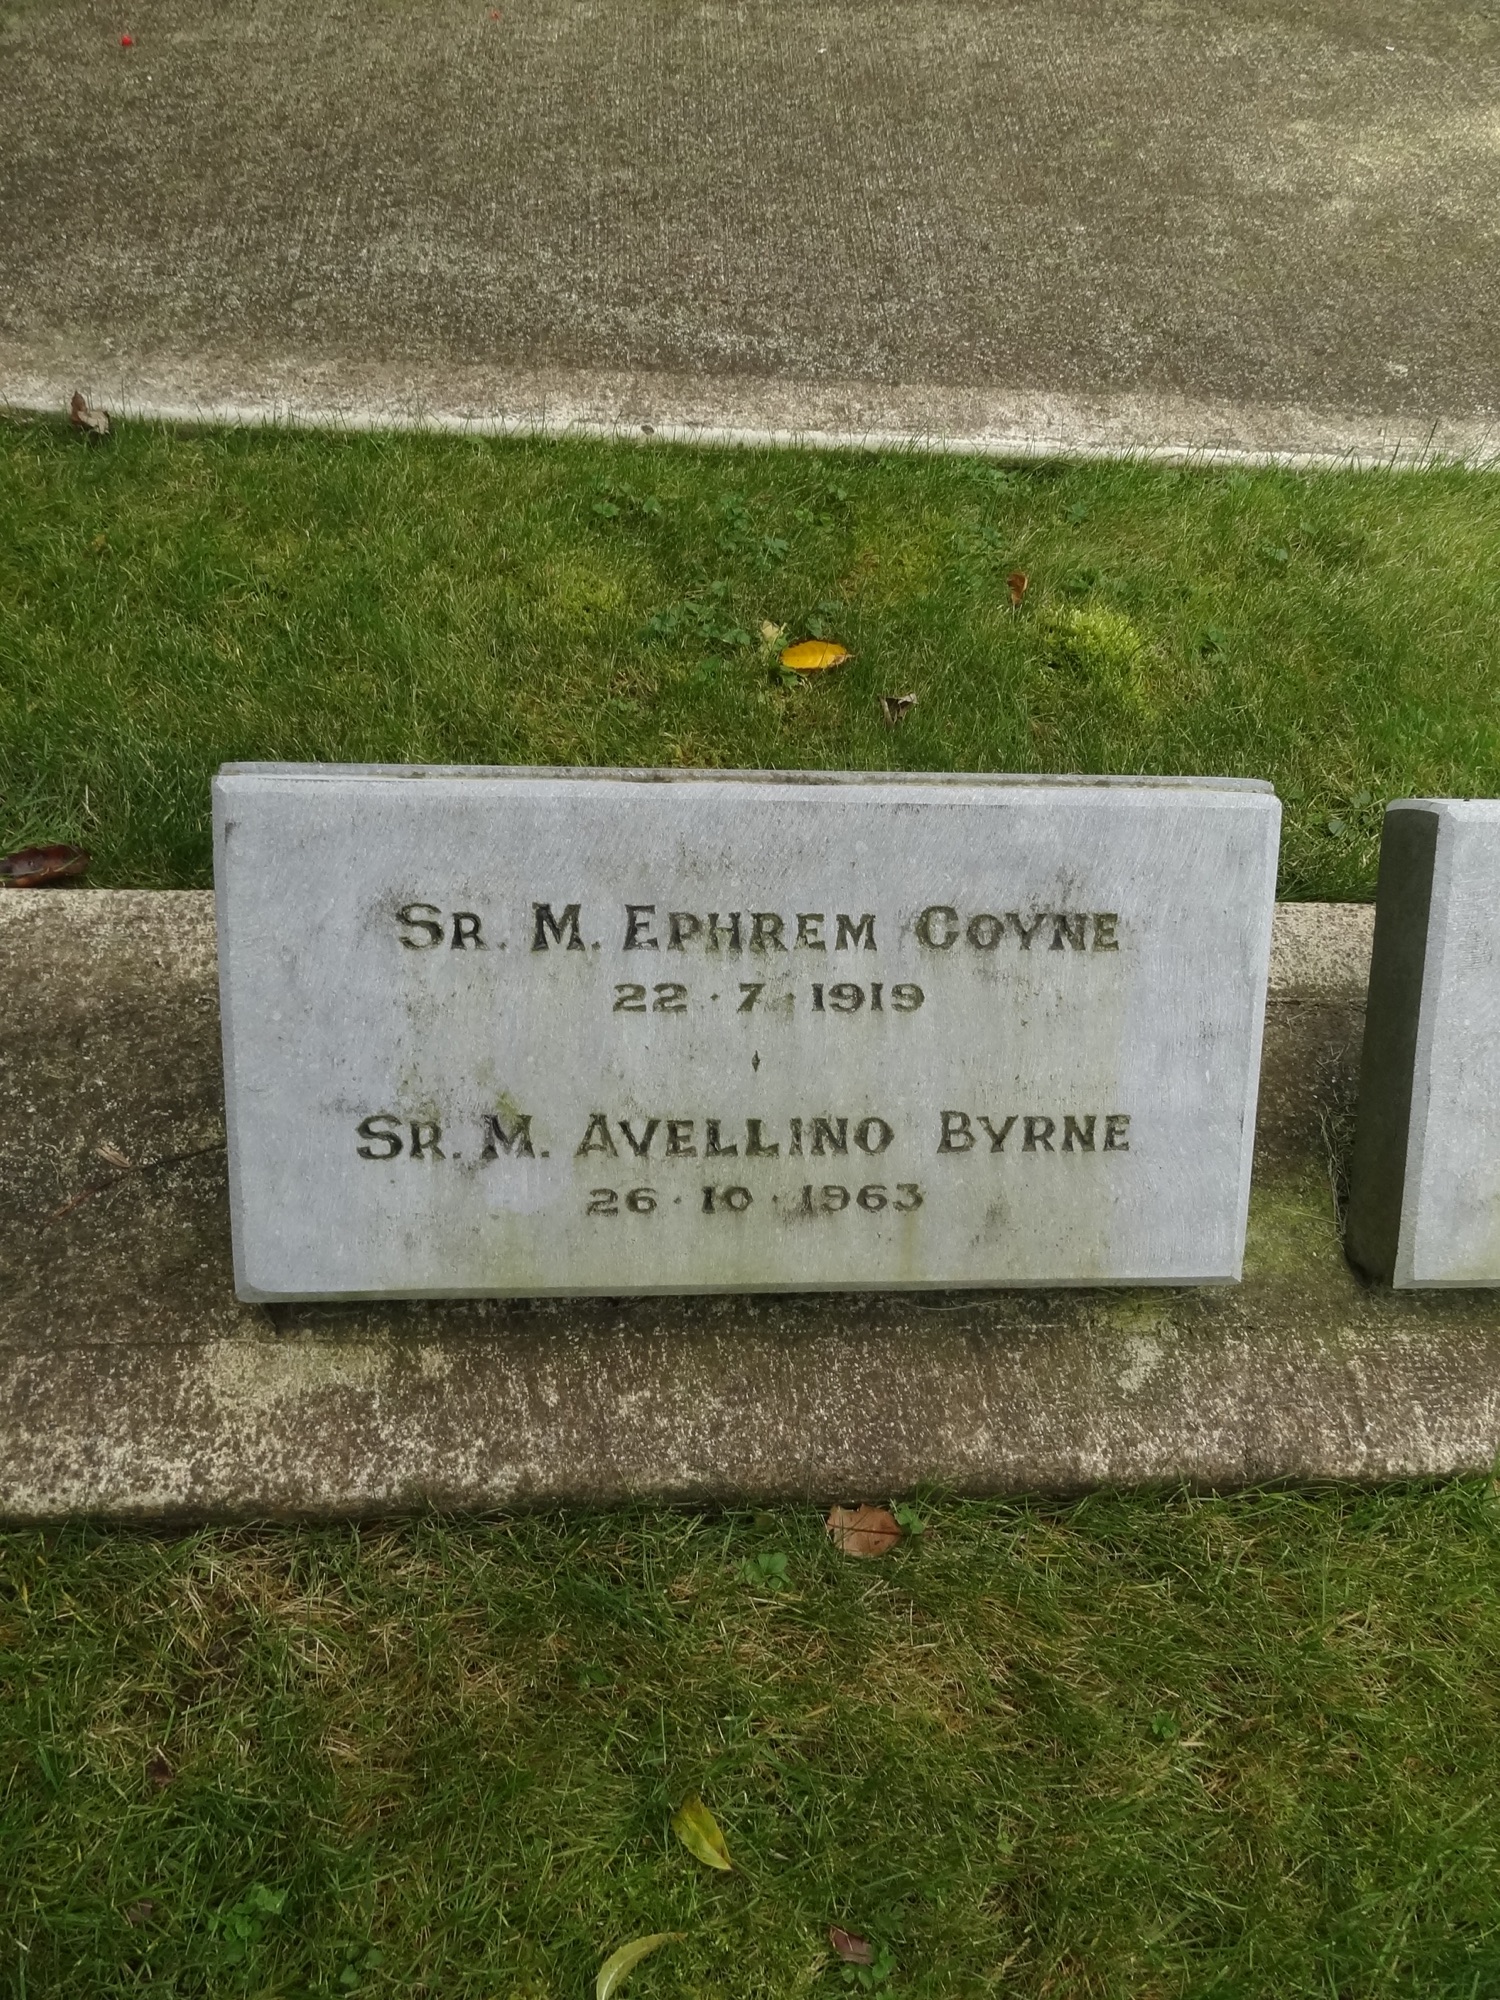 Sr. M. Ephrem Coyne
22 · 7 · 1919
Sr. M. Avellino Byrne
26 · 10 · 1963